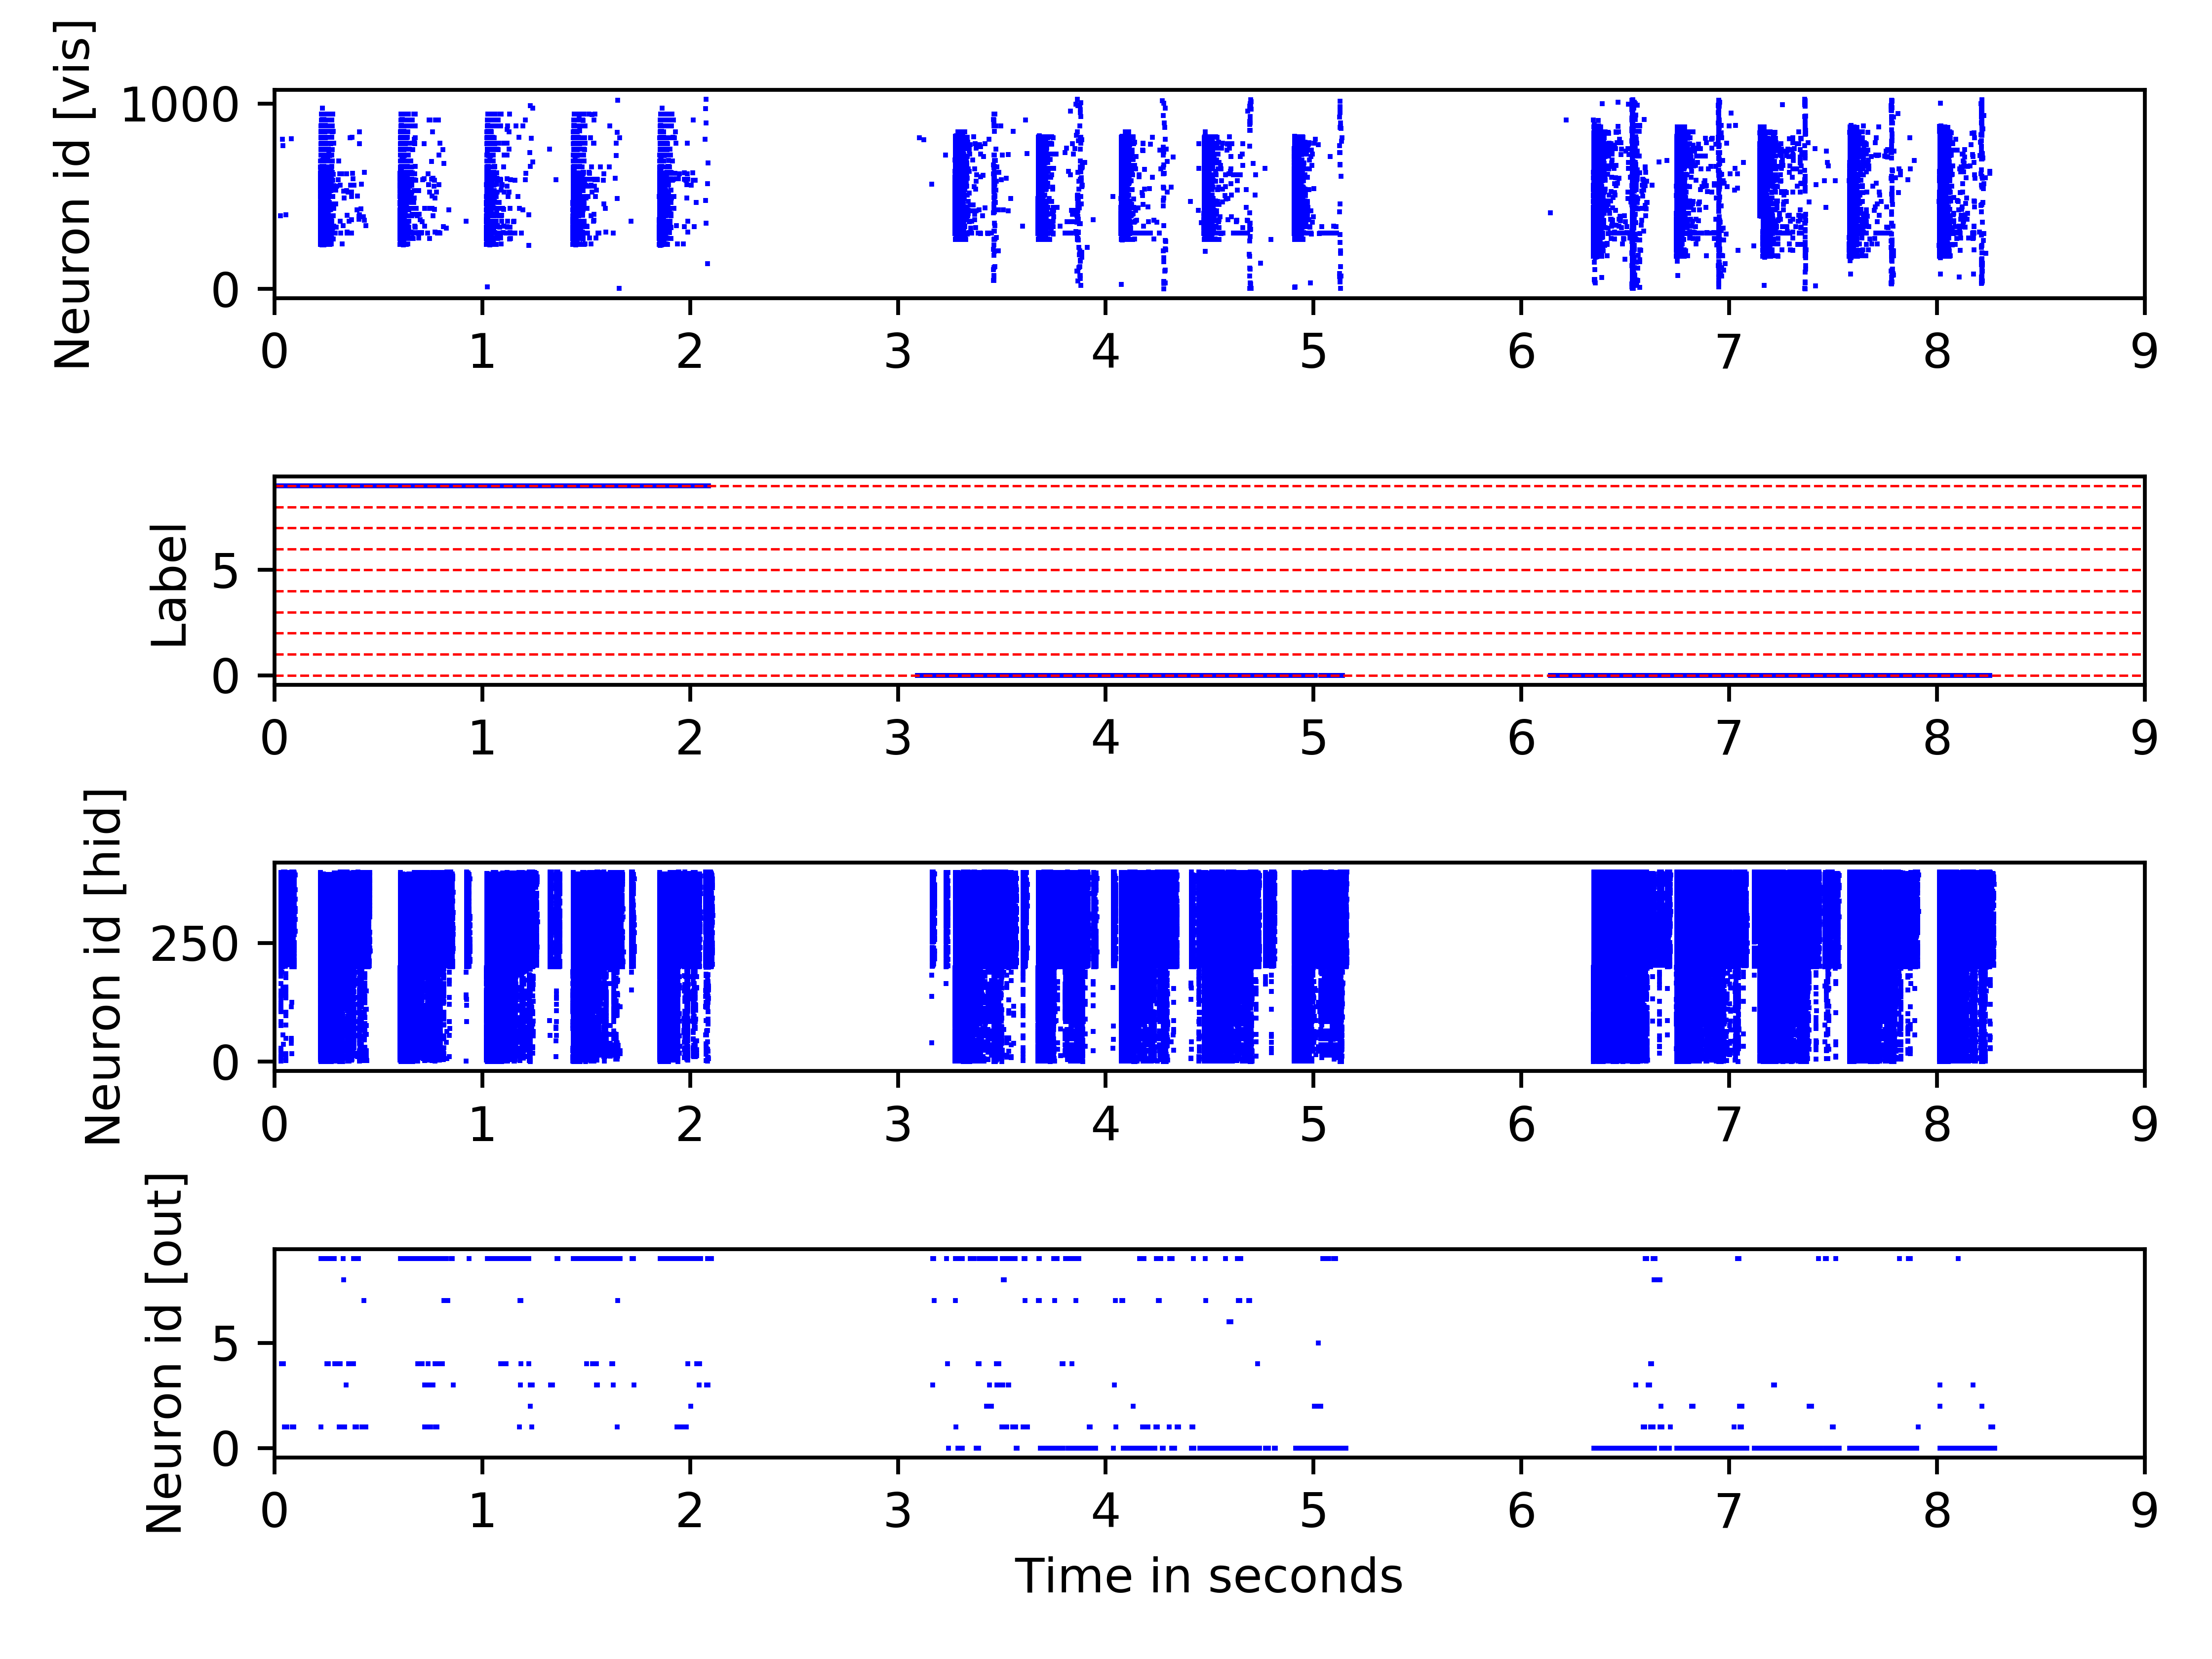 Neuron id [vis]
1000
0
0 1 2 3 4 5 6 7 8 9
Label
5
0
0 1 2 3 4 5 6 7 8 9
Neuron id [hid]
250
0
0 1 2 3 4 5 6 7 8 9
Neuron id [out]
5
0
0 1 2 3 4 5 6 7 8 9
Time in seconds